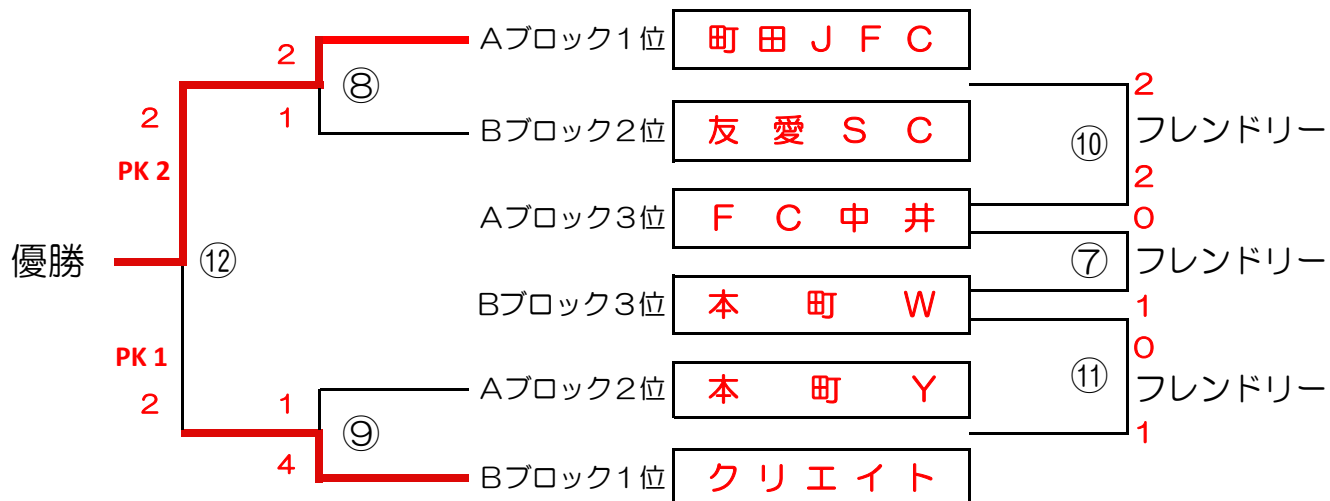 Aブロック1位 町田JFC
2
⑧
2
2 1
Bブロック2位 友愛SC フレンドリー
⑩
PK 2
2
Aブロック3位 FC中井 0
優勝 ⑫ ⑦ フレンドリー
Bブロック3位 本町W 1
PK 1 0
⑪
2 1 Aブロック2位 本町Y フレンドリー
⑨ 1
4 Bブロック1位 クリエイト